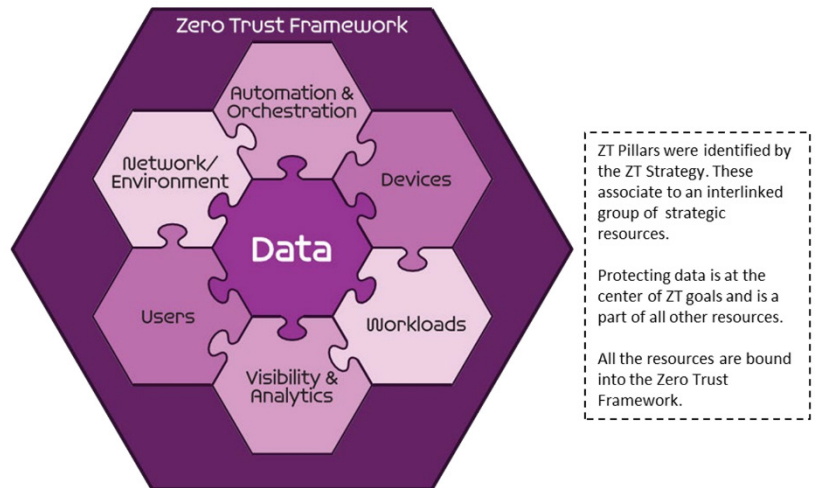 Zero Trust Framework
Automation &
Orchestration
Network/
Environment
Devices
Data
Users
Workloads
Visibility &
Analytics
ZT Pillars were identified by
the ZT Strategy. These
associate to an interlinked
group of strategic
resources.
Protecting data is at the
center of ZT goals and is a
part of all other resources.
All the resources are bound
into the Zero Trust
Framework.